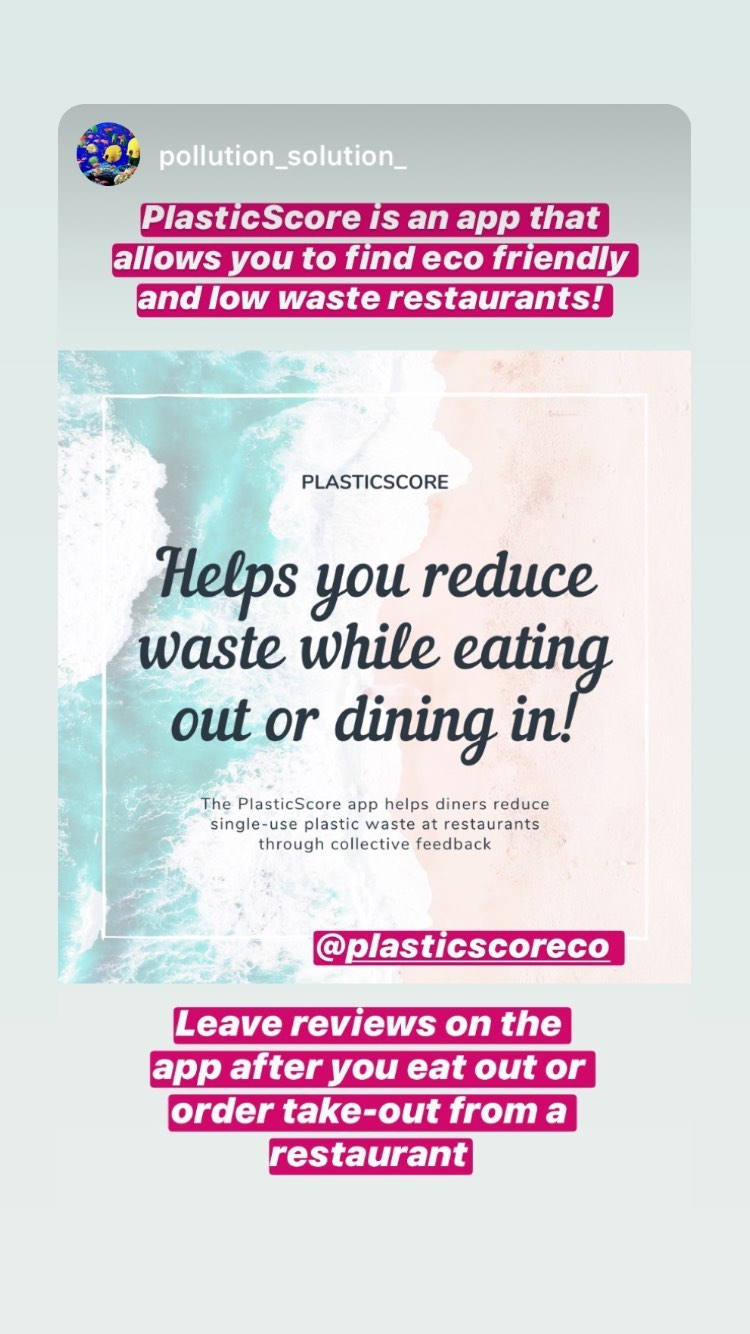 pollution_solution_
PlasticScore is an app that
allows you to find eco friendly
and low waste restaurants!
PLASTICSCORE
Helps you reduce
waste while eating
out or dining in!
The PlasticScore app helps diners reduce
single-use plastic waste at restaurants
through collective feedback
@plasticscoreco
Leave reviews on the
app after you eat out or
order take-out from a
restaurant